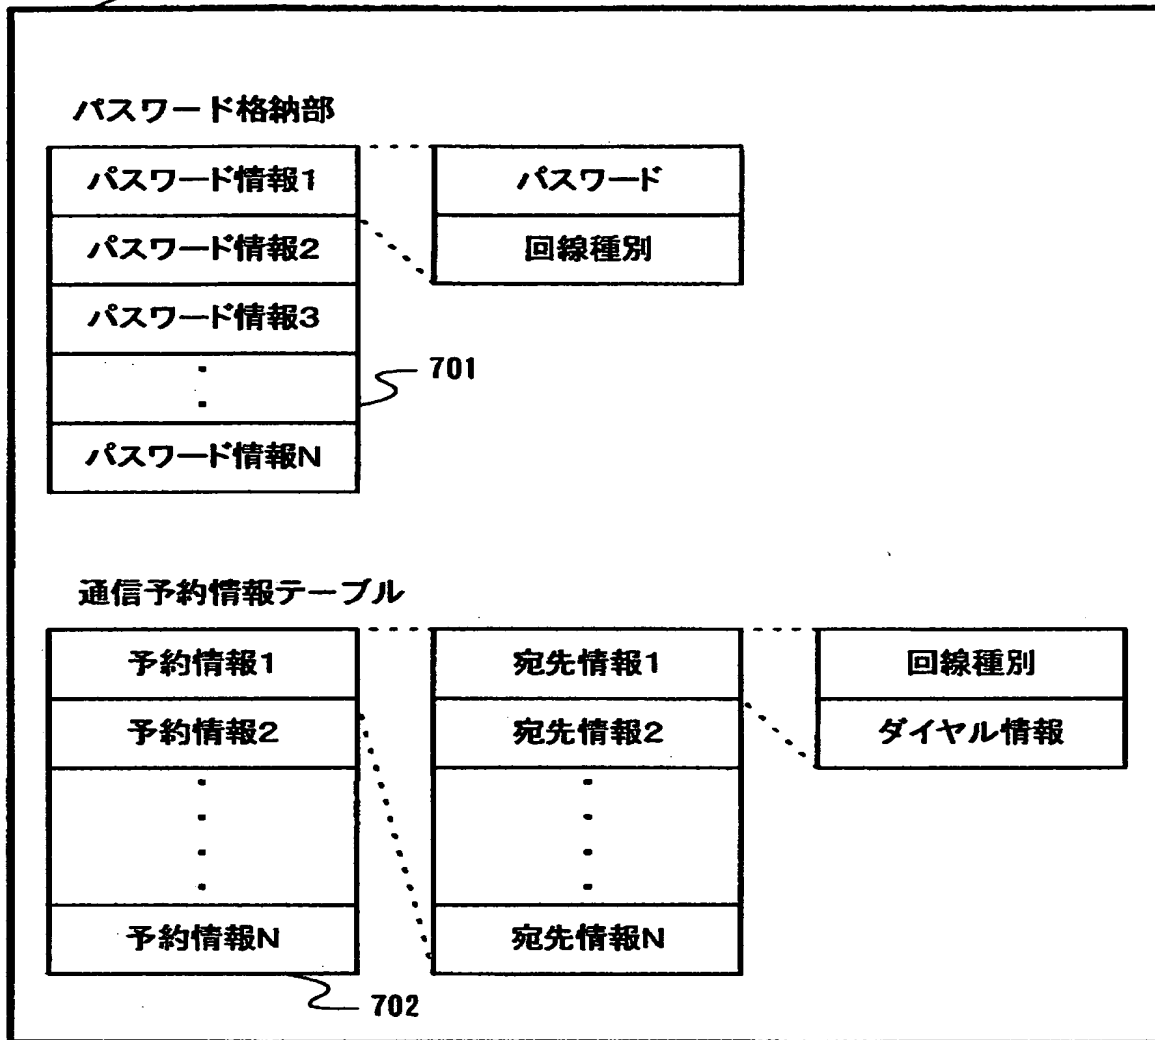 パスワード格納部
パスワード情報1
パスワード情報2
パスワード情報3
:
パスワード情報N
パスワード
回線種別
701
通信予約情報テーブル
予約情報1
予約情報2
予約情報N
宛先情報1
宛先情報2
宛先情報N
回線種別
ダイヤル情報
702